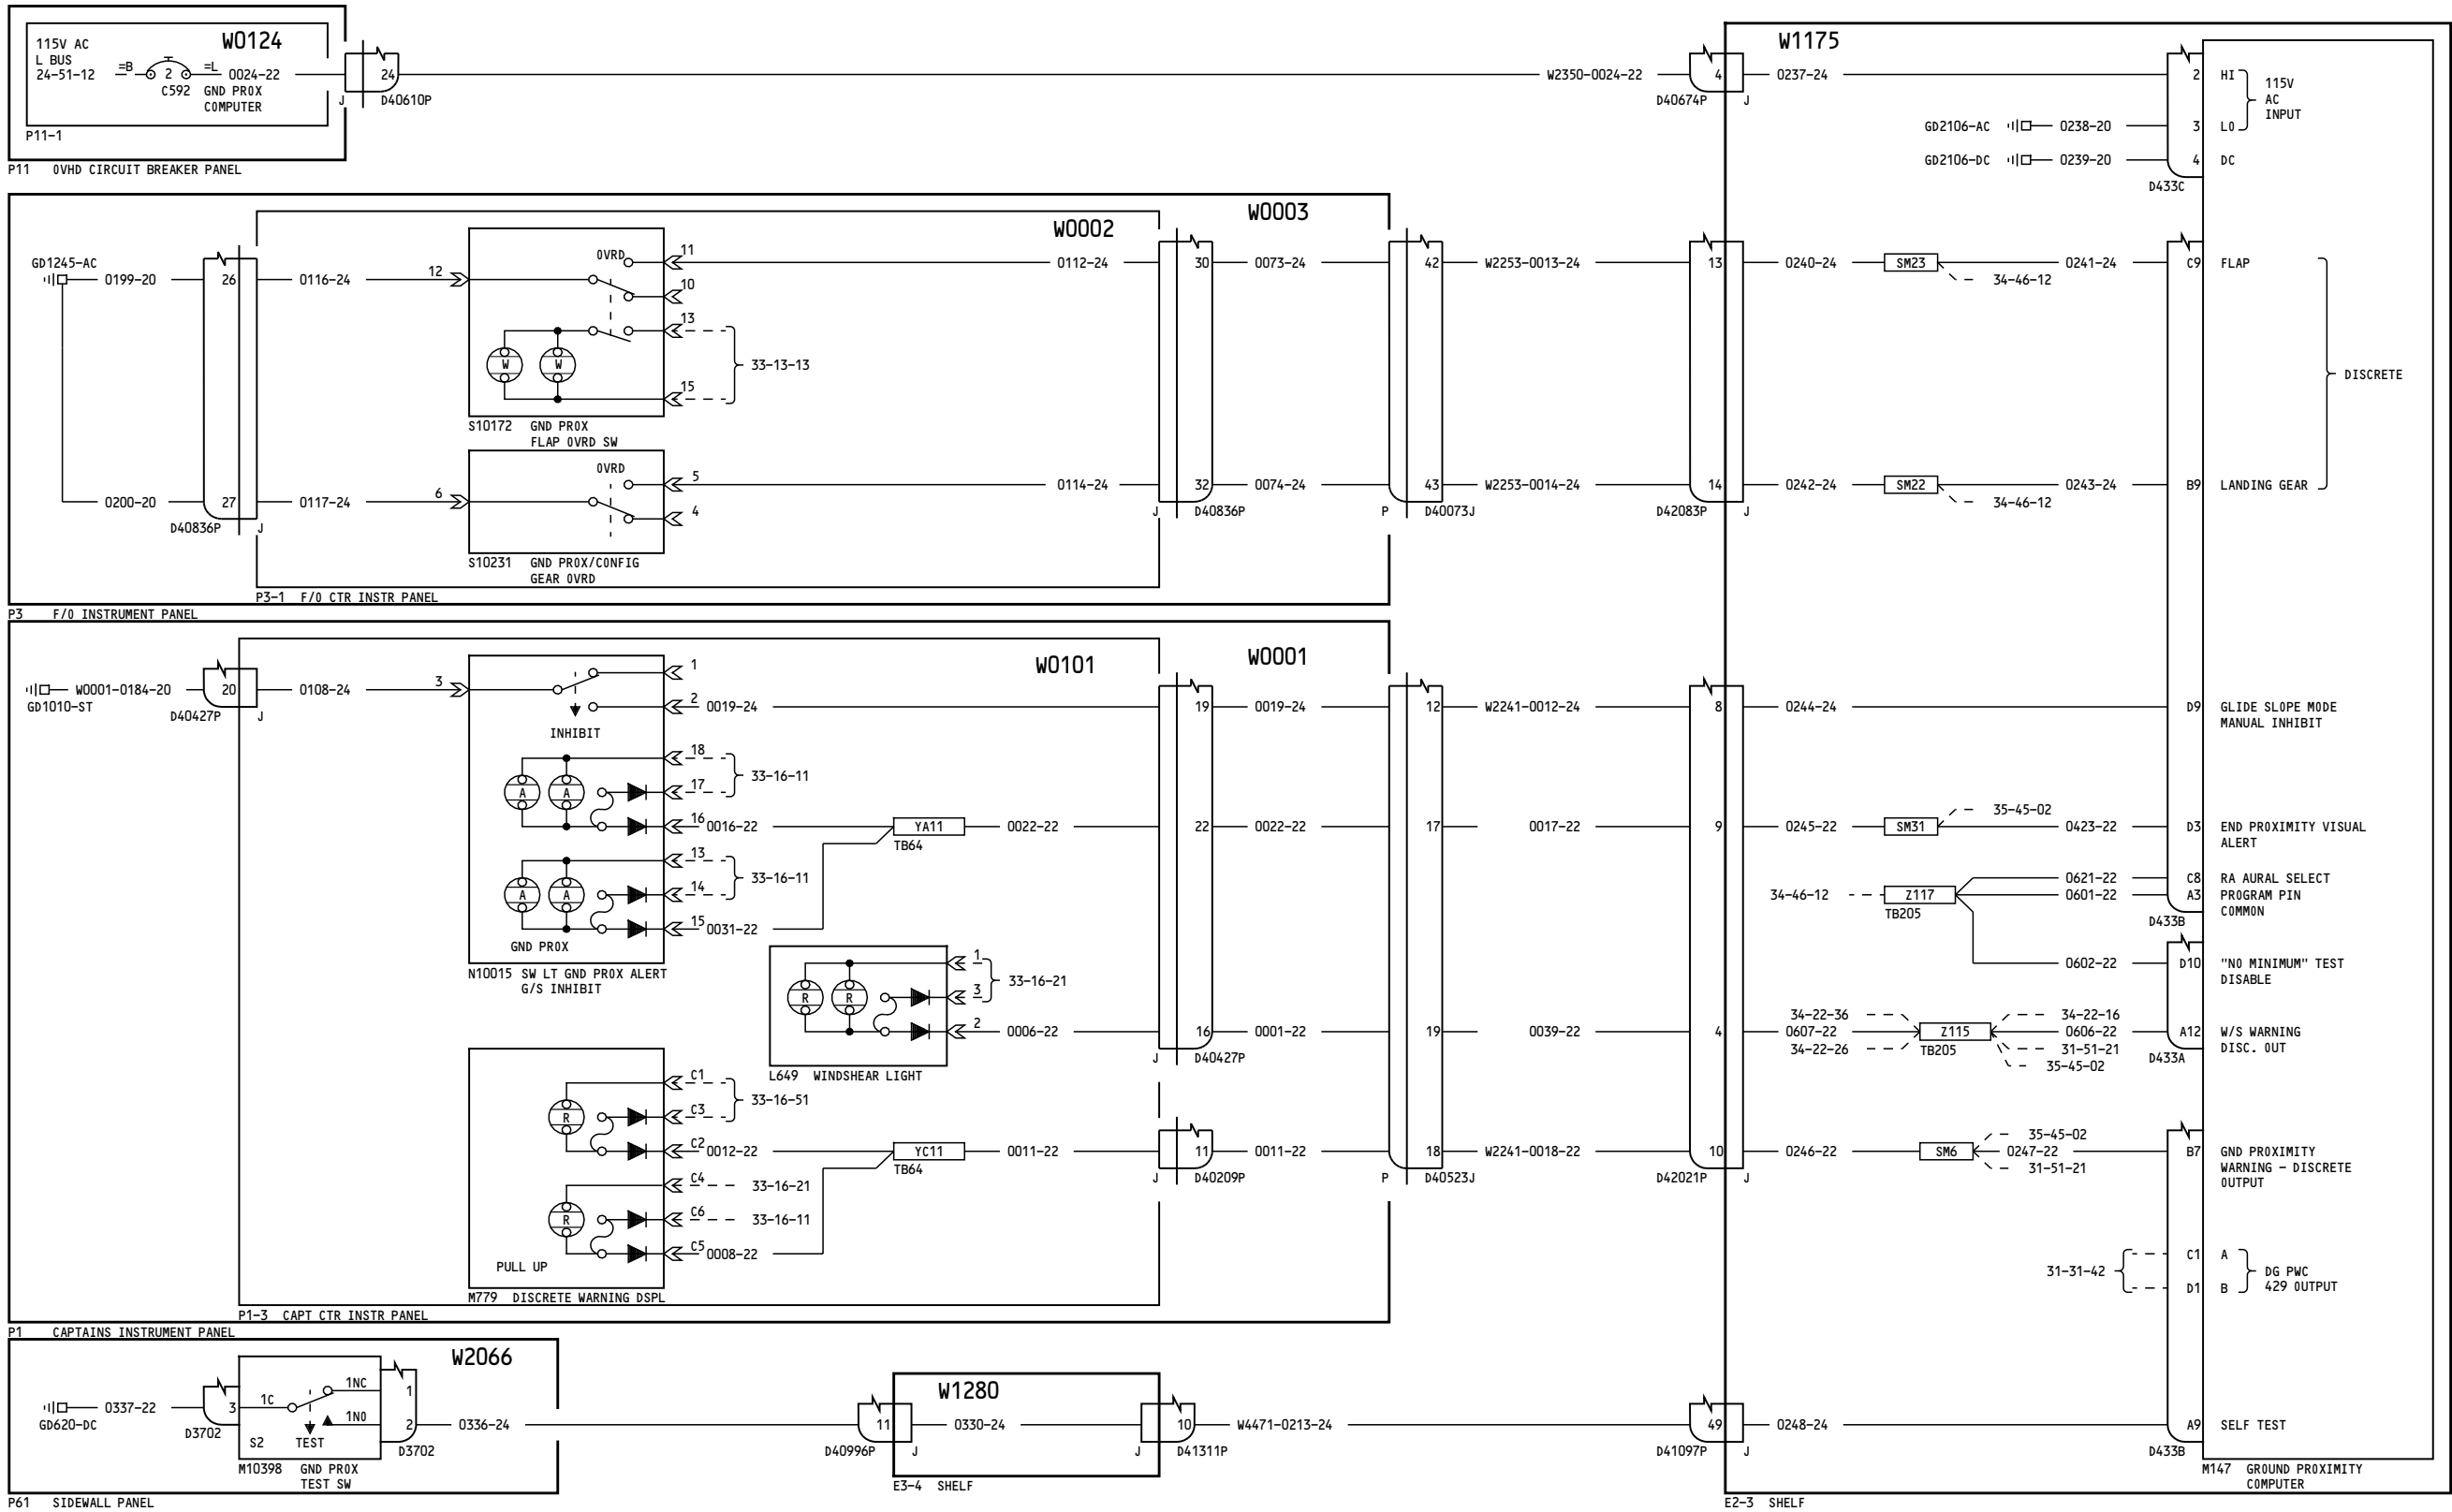 115V AC
L BUS
24-51-12
=B
2
=L
0024-22
C592
GND PROX
COMPUTER
W0124
P11-1
P11 OVHD CIRCUIT BREAKER PANEL
24
J
D40610P
W2350-0024-22
4
D40674P
J
W1175
0237-24
2
HI
115V
AC
INPUT
GD2106-AC
0238-20
3
LO
GD2106-DC
0239-20
4
DC
D433C
W0003
W0002
GD1245-AC
0199-20
26
0116-24
12
OVRD
11
10
13
15
33-13-13
W
W
S10172 GND PROX
FLAP OVRD SW
0112-24
30
0073-24
42
W2253-0013-24
13
0240-24
SM23
34-46-12
0241-24
C9
FLAP
DISCRETE
0200-20
27
D40836P
J
0117-24
6
OVRD
5
4
S10231 GND PROX/CONFIG
GEAR OVRD
0114-24
32
J
D40836P
0074-24
43
P
D40073J
W2253-0014-24
14
D42083P
J
0242-24
SM22
34-46-12
0243-24
B9
LANDING GEAR
P3-1 F/O CTR INSTR PANEL
P3 F/O INSTRUMENT PANEL
W0101
W0001
GD1010-ST
W0001-0184-20
20
D40427P
J
0108-24
3
1
2
INHIBIT
0019-24
19
0019-24
12
W2241-0012-24
8
0244-24
D9
GLIDE SLOPE MODE
MANUAL INHIBIT
18
17
33-16-11
A
A
16
0016-22
YA11
TB64
0022-22
22
0022-22
17
0017-22
9
0245-22
SM31
35-45-02
0423-22
D3
END PROXIMITY VISUAL
ALERT
13
14
33-16-11
A
A
15
0031-22
GND PROX
N10015 SW LT GND PROX ALERT
G/S INHIBIT
34-46-12
Z117
TB205
0621-22
C8
RA AURAL SELECT
0601-22
A3
PROGRAM PIN
COMMON
D433B
0602-22
D10
"NO MINIMUM" TEST
DISABLE
R
R
1
3
33-16-21
2
0006-22
L649 WINDSHEAR LIGHT
16
J
D40427P
0001-22
19
0039-22
4
34-22-36
0607-22
34-22-26
Z115
TB205
34-22-16
0606-22
31-51-21
35-45-02
A12
W/S WARNING
DISC. OUT
D433A
R
C1
C3
33-16-51
C2
0012-22
YC11
TB64
0011-22
11
J
D40209P
0011-22
18
P
D40523J
W2241-0018-22
10
D42021P
J
0246-22
SM6
35-45-02
0247-22
31-51-21
B7
GND PROXIMITY
WARNING - DISCRETE
OUTPUT
R
C4
33-16-21
C6
33-16-11
C5
0008-22
PULL UP
M779 DISCRETE WARNING DSPL
31-31-42
C1
A
D1
B
DG PWC
429 OUTPUT
P1-3 CAPT CTR INSTR PANEL
P1 CAPTAINS INSTRUMENT PANEL
W2066
GD620-DC
0337-22
3
D3702
1C
1NC
1NO
S2
TEST
1
2
D3702
M10398 GND PROX
TEST SW
0336-24
11
D40996P
J
W1280
0330-24
J
10
D41311P
E3-4 SHELF
W4471-0213-24
49
D41097P
J
0248-24
A9
SELF TEST
D433B
M147 GROUND PROXIMITY
COMPUTER
P61 SIDEWALL PANEL
E2-3 SHELF